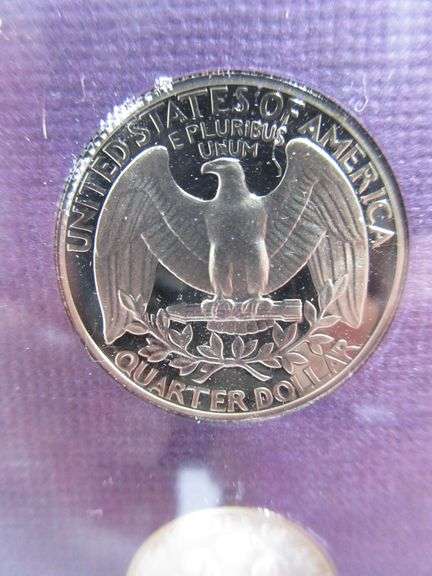 UNITED STATES OF AMERICA
E PLURIBUS
UNUM
QUARTER DOLLAR